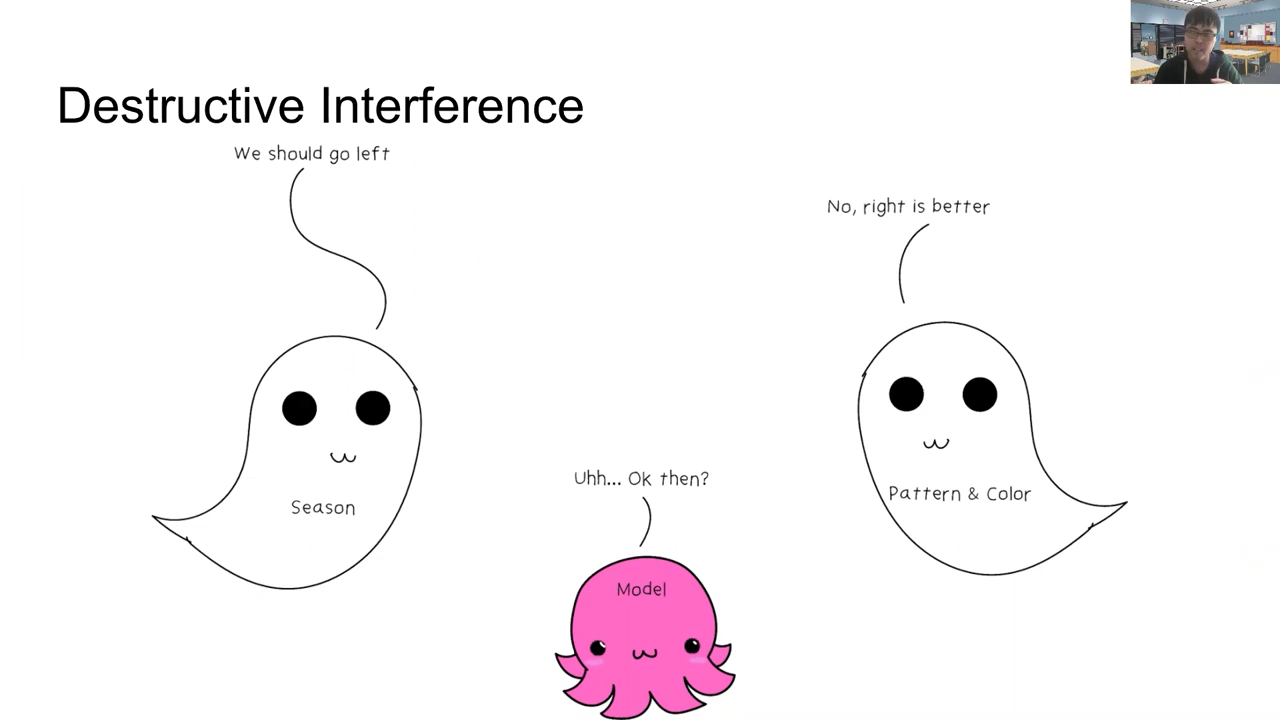 Destructive Interference
We should go left
No, right is better
Uhh... Ok then?
Season
Pattern & Color
Model